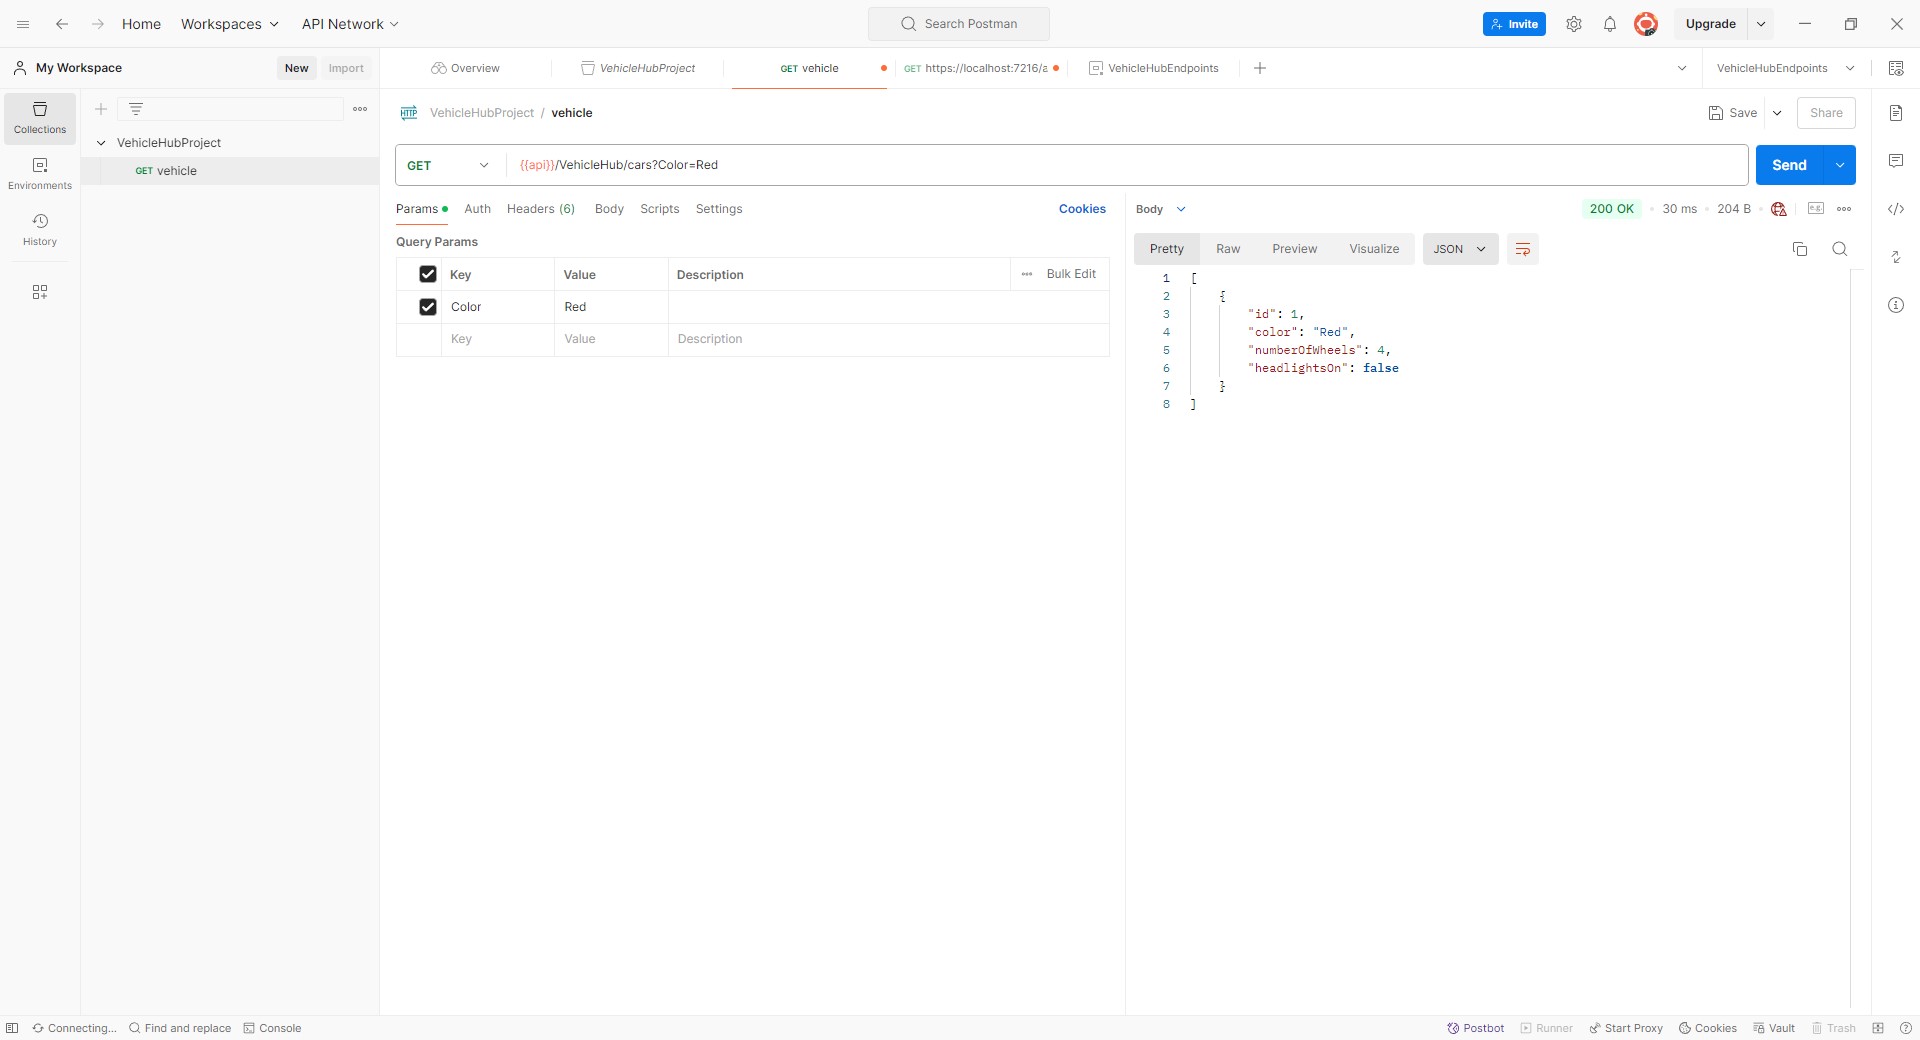 Home Workspaces API Network Search Postman Invite Upgrade
My Workspace New Import Overview VehicleHubProject GET vehicle GET https://localhost:7216/a VehicleHubEndpoints VehicleHubEndpoints
Collections
Environments
History
VehicleHubProject
GET vehicle
HTTP VehicleHubProject / vehicle Save Share
GET {{api}}/VehicleHub/cars?Color=Red Send
Params Auth Headers (6) Body Scripts Settings Cookies
Query Params
Key Value Description Bulk Edit
Color Red
Key Value Description
Body 200 OK 30 ms 204 B e.g.
Pretty Raw Preview Visualize JSON
1 [
2 {
3 "id": 1,
4 "color": "Red",
5 "numberOfWheels": 4,
6 "headlightsOn": false
7 }
8 ]
Connecting... Find and replace Console Postbot Runner Start Proxy Cookies Vault Trash